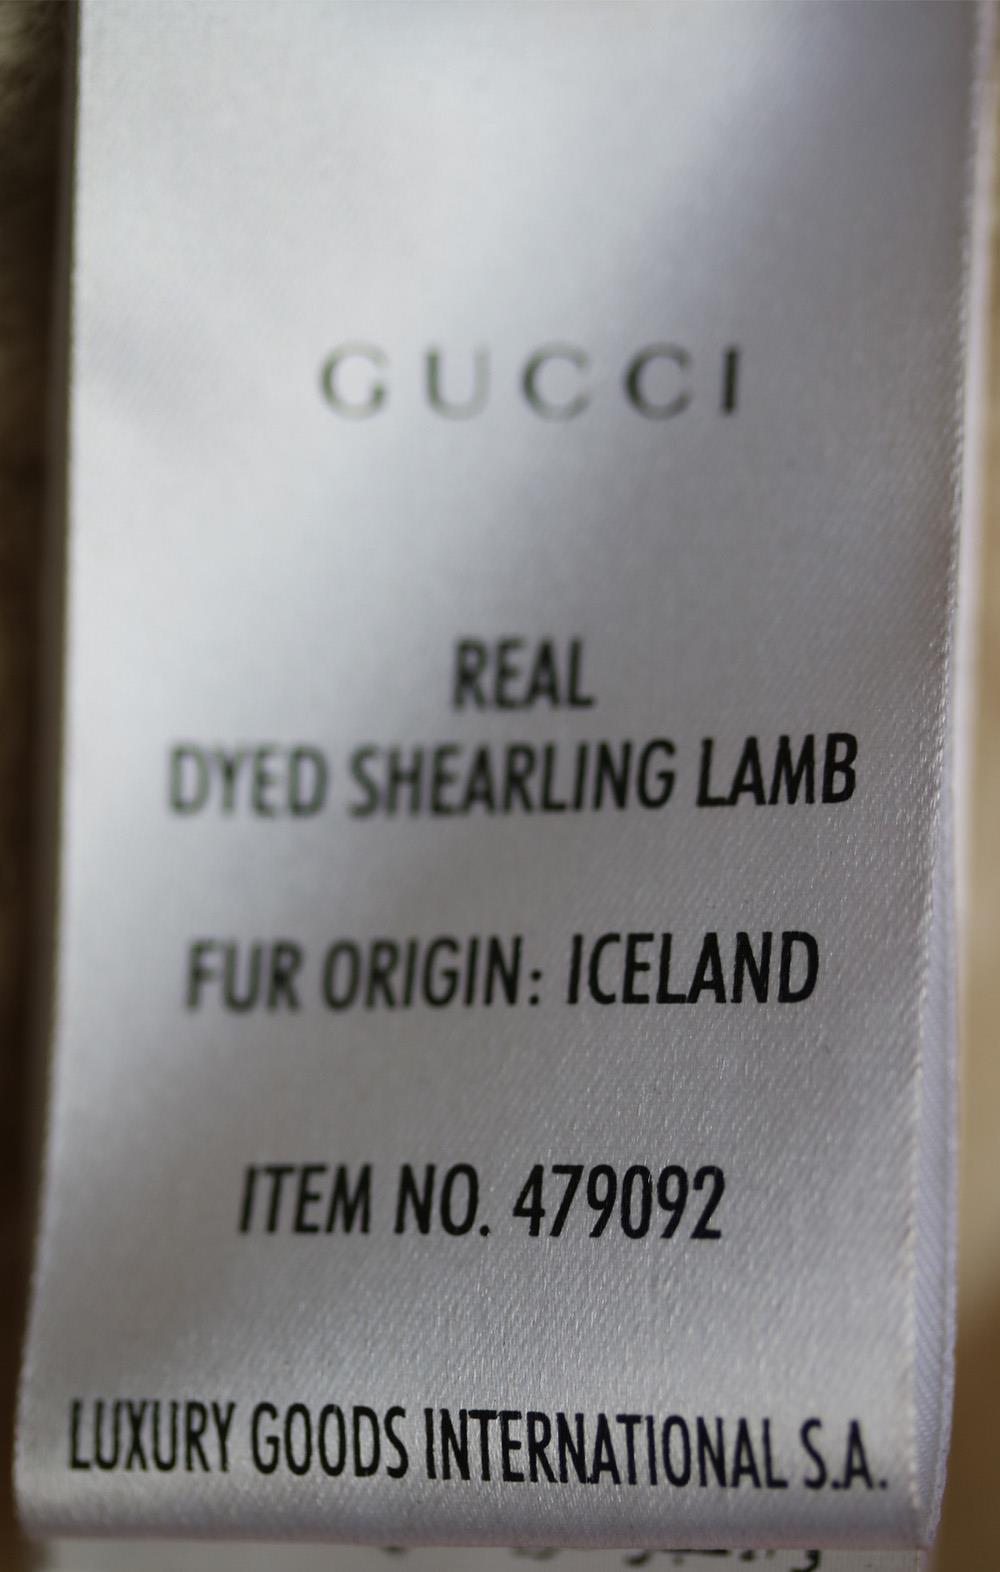 GUCCI
REAL
DYED SHEARLING LAMB
FUR ORIGIN: ICELAND
ITEM NO. 479092
LUXURY GOODS INTERNATIONAL S.A.